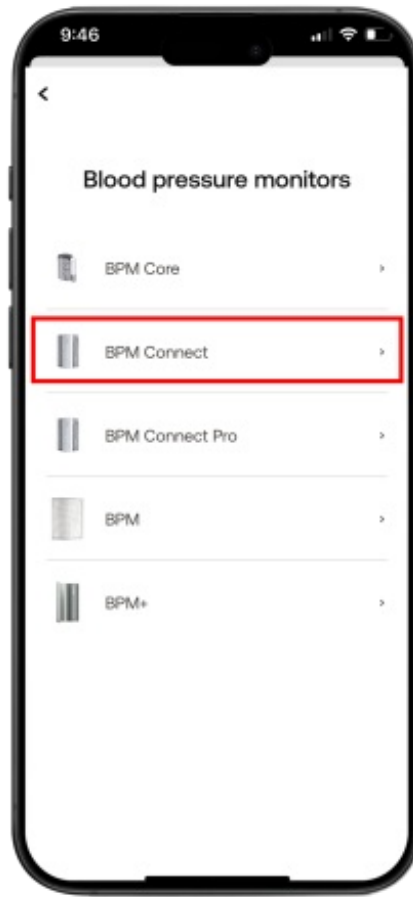 9:46
Blood pressure monitors
BPM Core
BPM Connect
BPM Connect Pro
BPM
BPM+